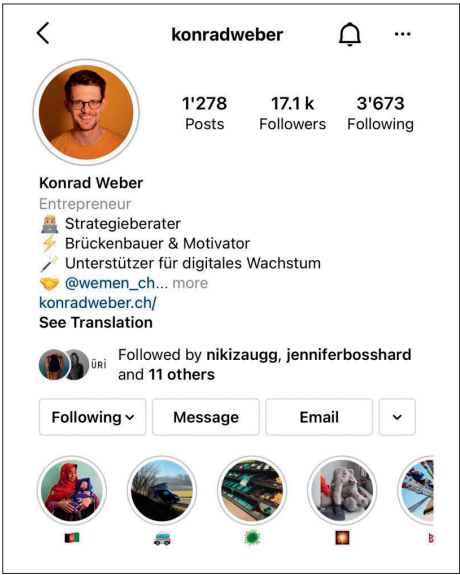 konradweber
1'278 17.1 k 3'673
Posts Followers Following
Konrad Weber
Entrepreneur
Strategieberater
Brückenbauer & Motivator
Unterstützer für digitales Wachstum
@wemen_ch... more
konradweber.ch/
See Translation
ÜRI
Followed by nikizaugg, jenniferbosshard
and 11 others
Following Message Email